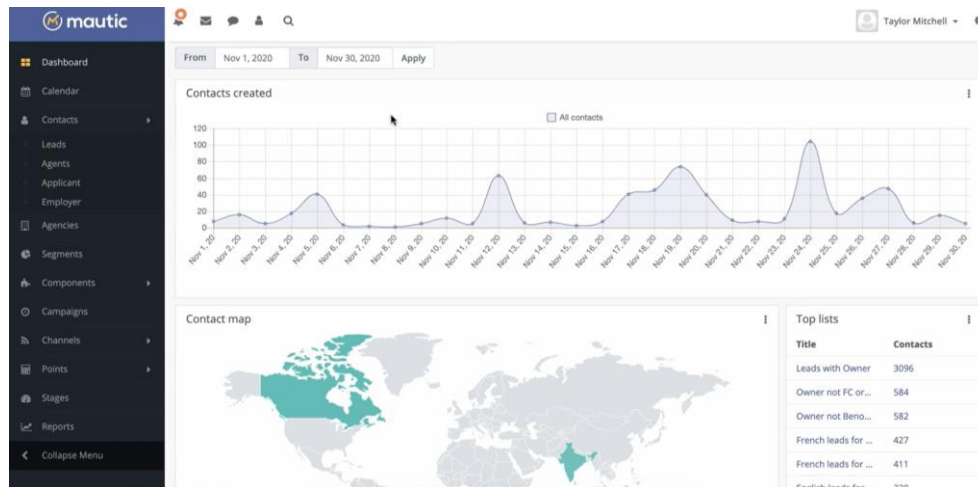 mautic
Taylor Mitchell
Dashboard
Calendar
Contacts
Leads
Agents
Applicant
Employer
Agencies
Segments
Components
Campaigns
Channels
Points
Stages
Reports
Collapse Menu
From Nov 1, 2020 To Nov 30, 2020 Apply
Contacts created
All contacts
120
100
80
60
40
20
0
Nov 1, 20 Nov 2, 20 Nov 3, 20 Nov 4, 20 Nov 5, 20 Nov 6, 20 Nov 7, 20 Nov 8, 20 Nov 9, 20 Nov 10, 20 Nov 11, 20 Nov 12, 20 Nov 13, 20 Nov 14, 20 Nov 15, 20 Nov 16, 20 Nov 17, 20 Nov 18, 20 Nov 19, 20 Nov 20, 20 Nov 21, 20 Nov 22, 20 Nov 23, 20 Nov 24, 20 Nov 25, 20 Nov 26, 20 Nov 27, 20 Nov 28, 20 Nov 29, 20 Nov 30, 20
Contact map
Top lists
Title Contacts
Leads with Owner 3096
Owner not FC or... 584
Owner not Beno... 582
French leads for ... 427
French leads for ... 411